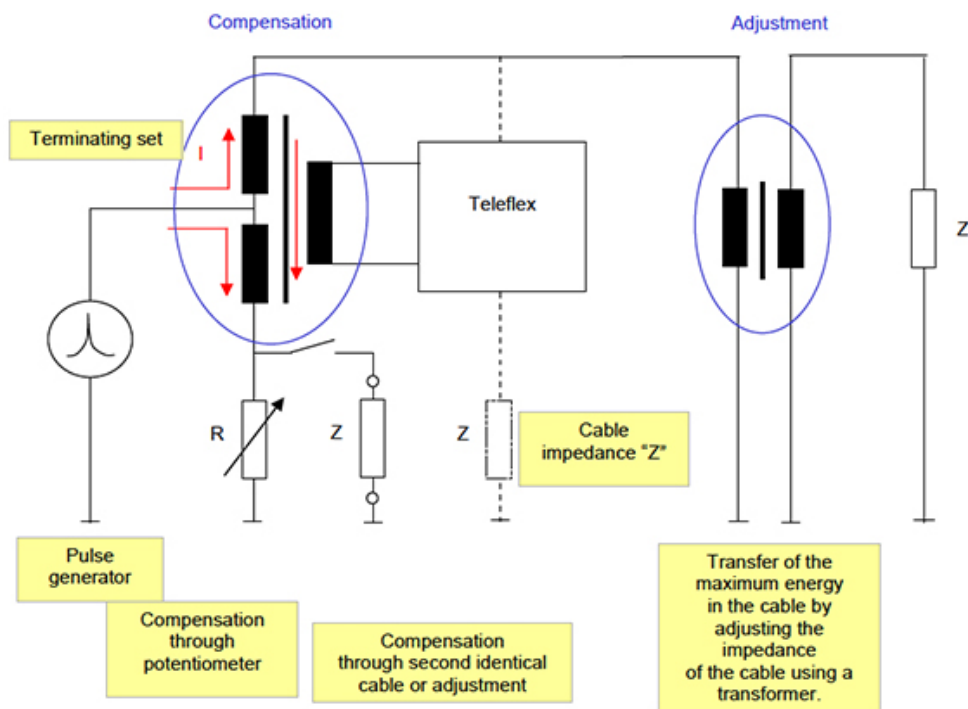 Compensation
Adjustment
Terminating set
I
Teleflex
Z
R
Z
Z
Cable
impedance “Z”
Pulse
generator
Compensation
through
potentiometer
Compensation
through second identical
cable or adjustment
Transfer of the
maximum energy
in the cable by
adjusting the
impedance
of the cable using a
transformer.